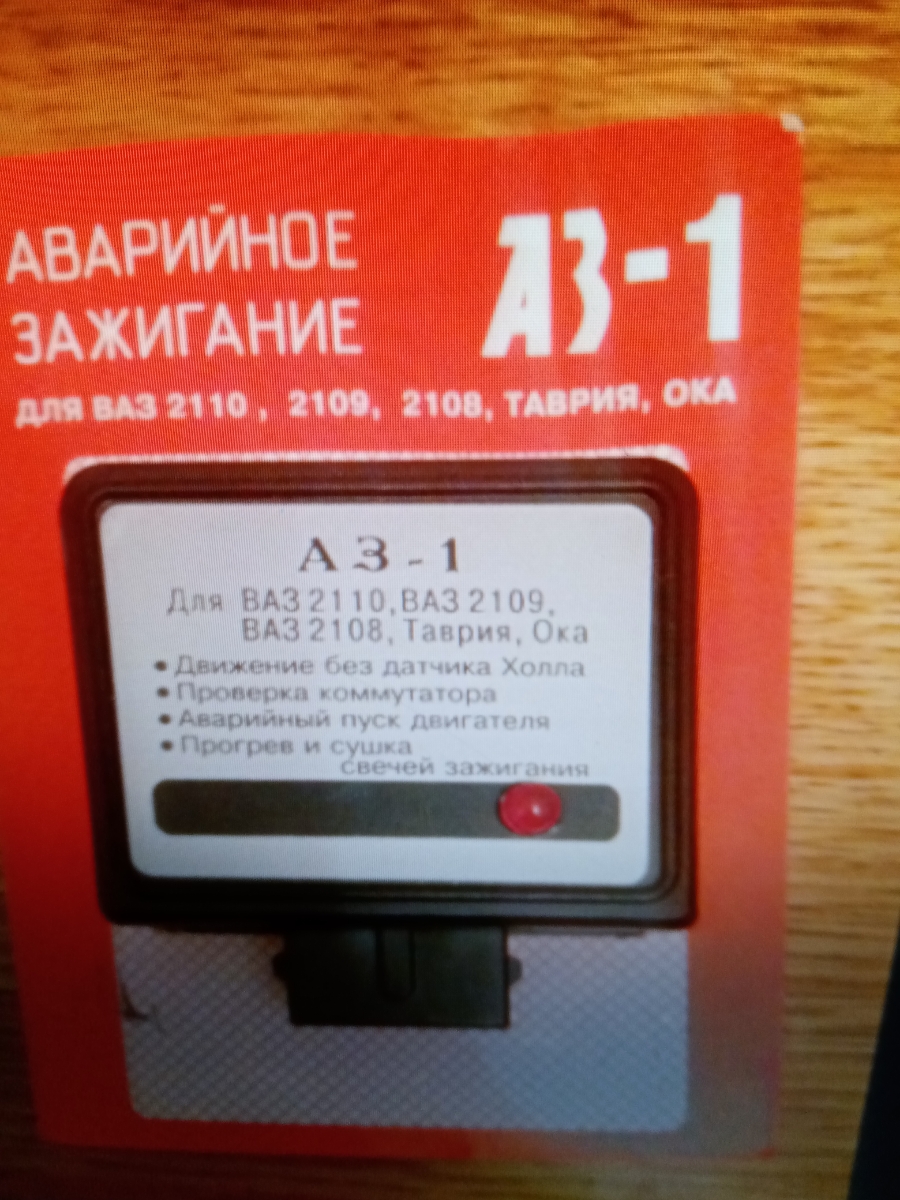 АВАРИЙНОЕ
ЗАЖИГАНИЕ
АЗ-1
ДЛЯ ВАЗ 2110, 2109, 2108, ТАВРИЯ, ОКА
АЗ-1
Для ВАЗ 2110, ВАЗ 2109,
ВАЗ 2108, Таврия, Ока
• Движение без датчика Холла
• Проверка коммутатора
• Аварийный пуск двигателя
• Прогрев и сушка
свечей зажигания